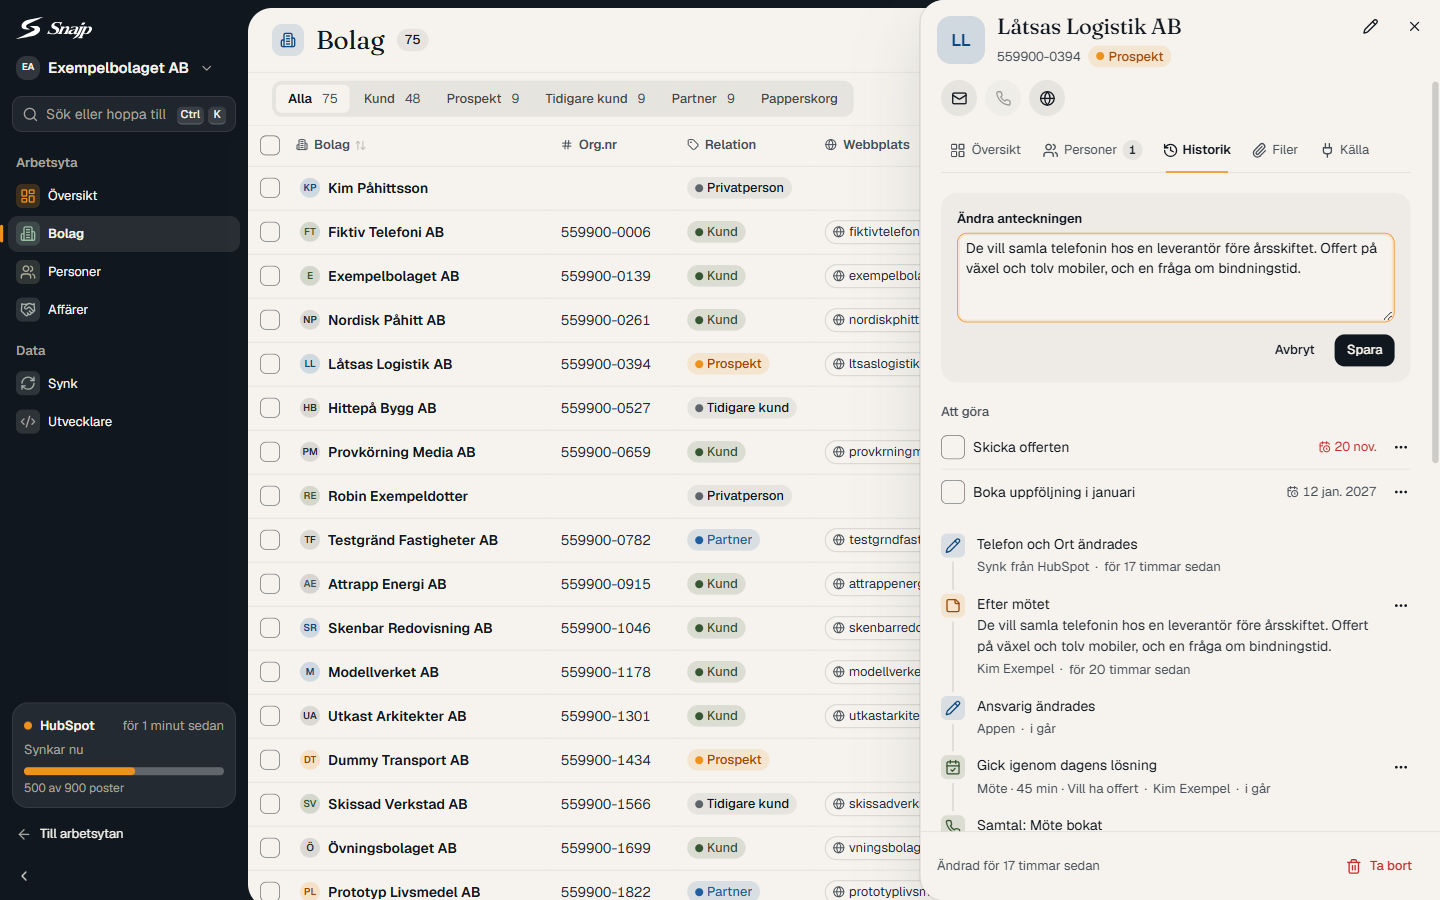 Snajp
EA Exempelbolaget AB
Sök eller hoppa till Ctrl K
Arbetsyta
Översikt
Bolag
Personer
Affärer
Data
Synk
Utvecklare
HubSpot för 1 minut sedan
Synkar nu
500 av 900 poster
Till arbetsytan
Bolag 75
Alla 75 Kund 48 Prospekt 9 Tidigare kund 9 Partner 9 Papperskorg
Bolag # Org.nr Relation Webbplats
KP Kim Påhittsson Privatperson
FT Fiktiv Telefoni AB 559900-0006 Kund fiktivtelefon
E Exempelbolaget AB 559900-0139 Kund exempelbola
NP Nordisk Påhitt AB 559900-0261 Kund nordiskphitt
LL Låtsas Logistik AB 559900-0394 Prospekt ltsaslogistik
HB Hittepå Bygg AB 559900-0527 Tidigare kund
PM Provkörning Media AB 559900-0659 Kund provkrningm
RE Robin Exempeldotter Privatperson
TF Testgränd Fastigheter AB 559900-0782 Partner testgrndfast
AE Attrapp Energi AB 559900-0915 Kund attrappenerg
SR Skenbar Redovisning AB 559900-1046 Kund skenbarredo
M Modellverket AB 559900-1178 Kund modellverke
UA Utkast Arkitekter AB 559900-1301 Kund utkastarkite
DT Dummy Transport AB 559900-1434 Prospekt
SV Skissad Verkstad AB 559900-1566 Tidigare kund skissadverk
Ö Övningsbolaget AB 559900-1699 Kund vningsbolag
PL Prototyp Livsmedel AB 559900-1822 Partner prototyplivsm
LL Låtsas Logistik AB
559900-0394 Prospekt
Översikt Personer 1 Historik Filer Källa
Ändra anteckningen
De vill samla telefonin hos en leverantör före årsskiftet. Offert på
växel och tolv mobiler, och en fråga om bindningstid.
Avbryt Spara
Att göra
Skicka offerten 20 nov.
Boka uppföljning i januari 12 jan. 2027
Telefon och Ort ändrades
Synk från HubSpot · för 17 timmar sedan
Efter mötet
De vill samla telefonin hos en leverantör före årsskiftet. Offert
på växel och tolv mobiler, och en fråga om bindningstid.
Kim Exempel · för 20 timmar sedan
Ansvarig ändrades
Appen · i går
Gick igenom dagens lösning
Möte · 45 min · Vill ha offert · Kim Exempel · i går
Samtal: Möte bokat
Ändrad för 17 timmar sedan Ta bort